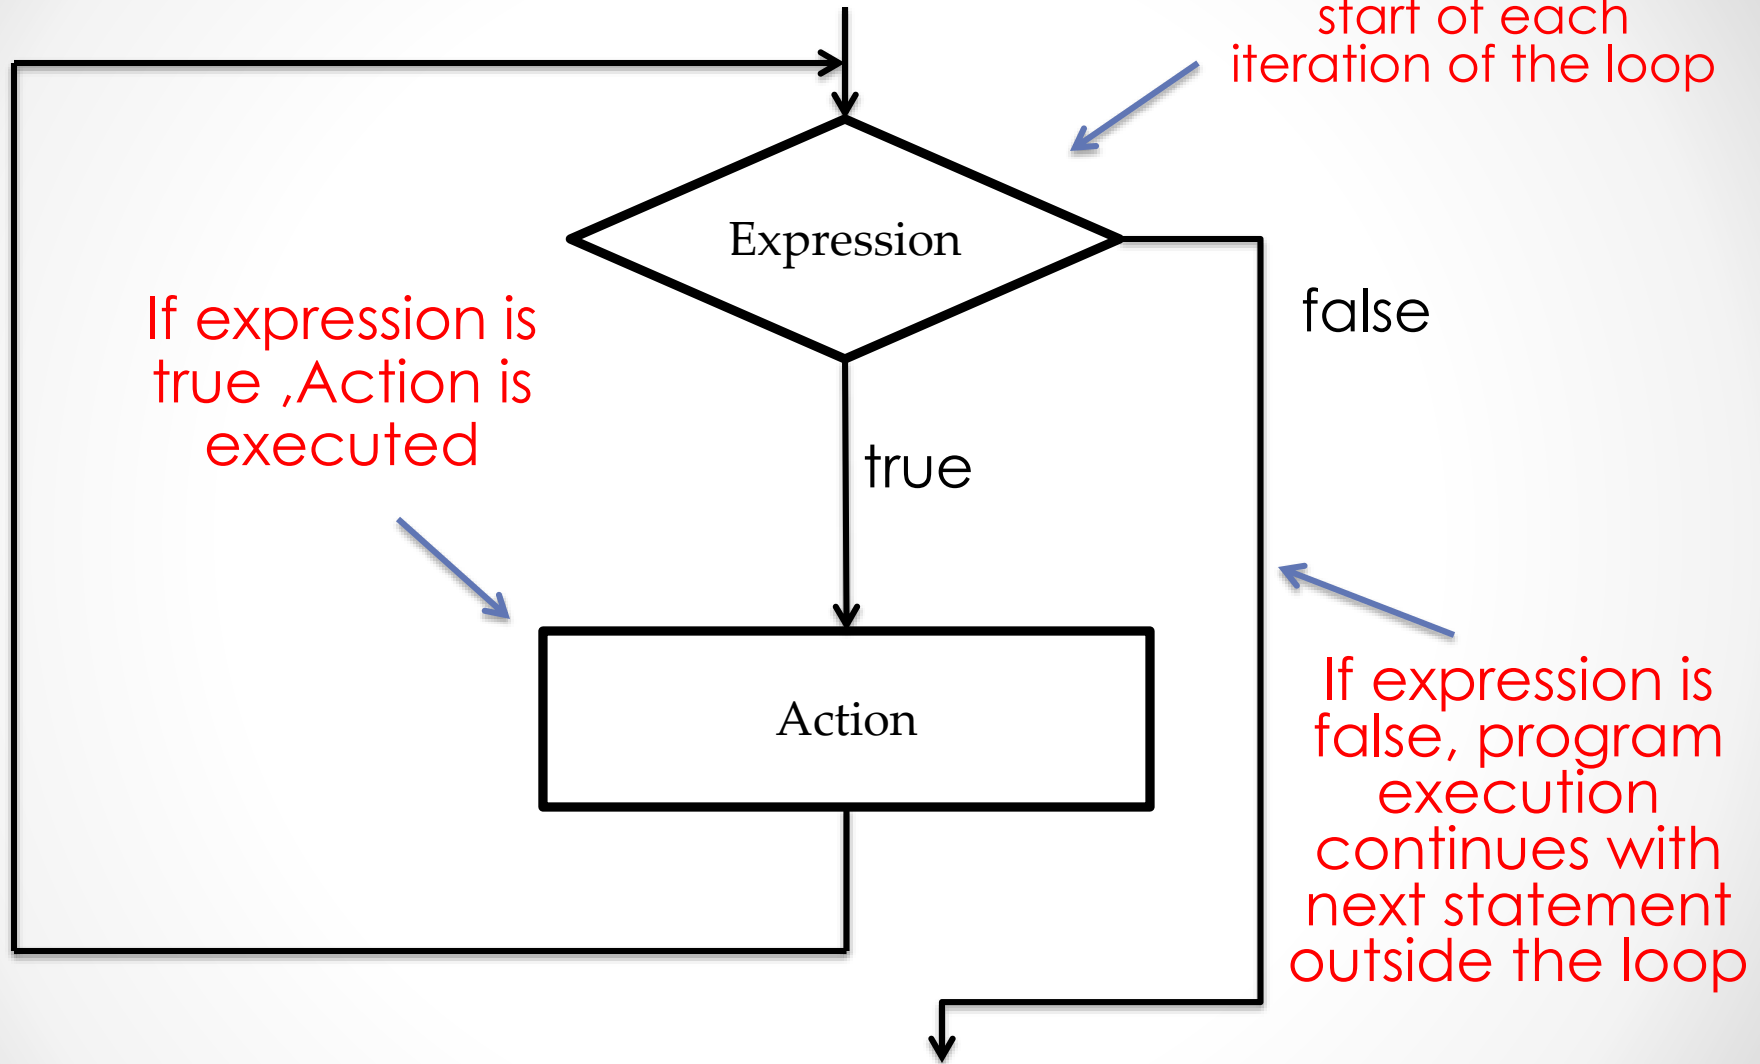 start of each
iteration of the loop
Expression
false
If expression is
true ,Action is
executed
true
Action
If expression is
false, program
execution
continues with
next statement
outside the loop